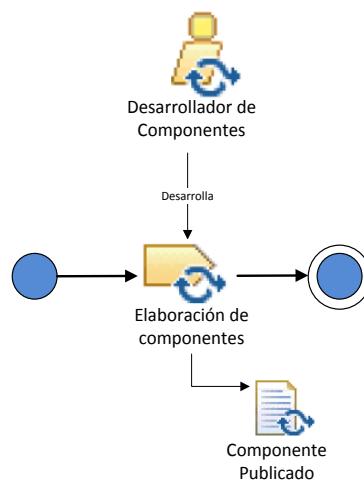 Desarrollador de
Componentes
Desarrolla
Elaboración de
componentes
Componente
Publicado